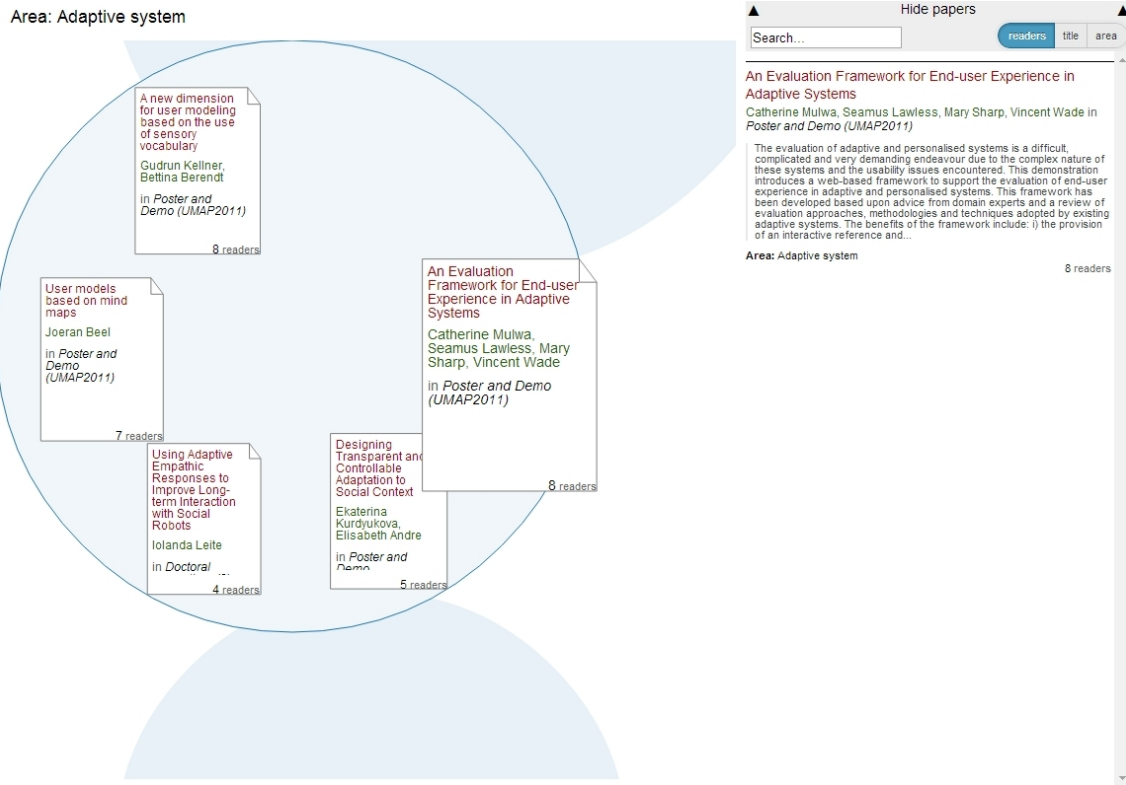 Area: Adaptive system
A new dimension
for user modeling
based on the use
of sensory
vocabulary
Gudrun Kellner,
Bettina Berendt
in Poster and
Demo (UMAP2011)
8 readers
User models
based on mind
maps
Joeran Beel
in Poster and
Demo
(UMAP2011)
7 readers
An Evaluation
Framework for End-user
Experience in Adaptive
Systems
Catherine Mulwa,
Seamus Lawless, Mary
Sharp, Vincent Wade
in Poster and Demo
(UMAP2011)
8 readers
Using Adaptive
Empathic
Responses to
Improve Long-
term Interaction
with Social
Robots
Iolanda Leite
in Doctoral
4 readers
Designing
Transparent and
Controllable
Adaptation to
Social Context
Ekaterina
Kurdyukova,
Elisabeth Andre
in Poster and
Demo
5 readers
Hide papers
Search...
readers title area
An Evaluation Framework for End-user Experience in
Adaptive Systems
Catherine Mulwa, Seamus Lawless, Mary Sharp, Vincent Wade in
Poster and Demo (UMAP2011)
The evaluation of adaptive and personalised systems is a difficult,
complicated and very demanding endeavour due to the complex nature of
these systems and the usability issues encountered. This demonstration
introduces a web-based framework to support the evaluation of end-user
experience in adaptive and personalised systems. This framework has
been developed based upon advice from domain experts and a review of
evaluation approaches, methodologies and techniques adopted by existing
adaptive systems. The benefits of the framework include: i) the provision
of an interactive reference and...
Area: Adaptive system
8 readers